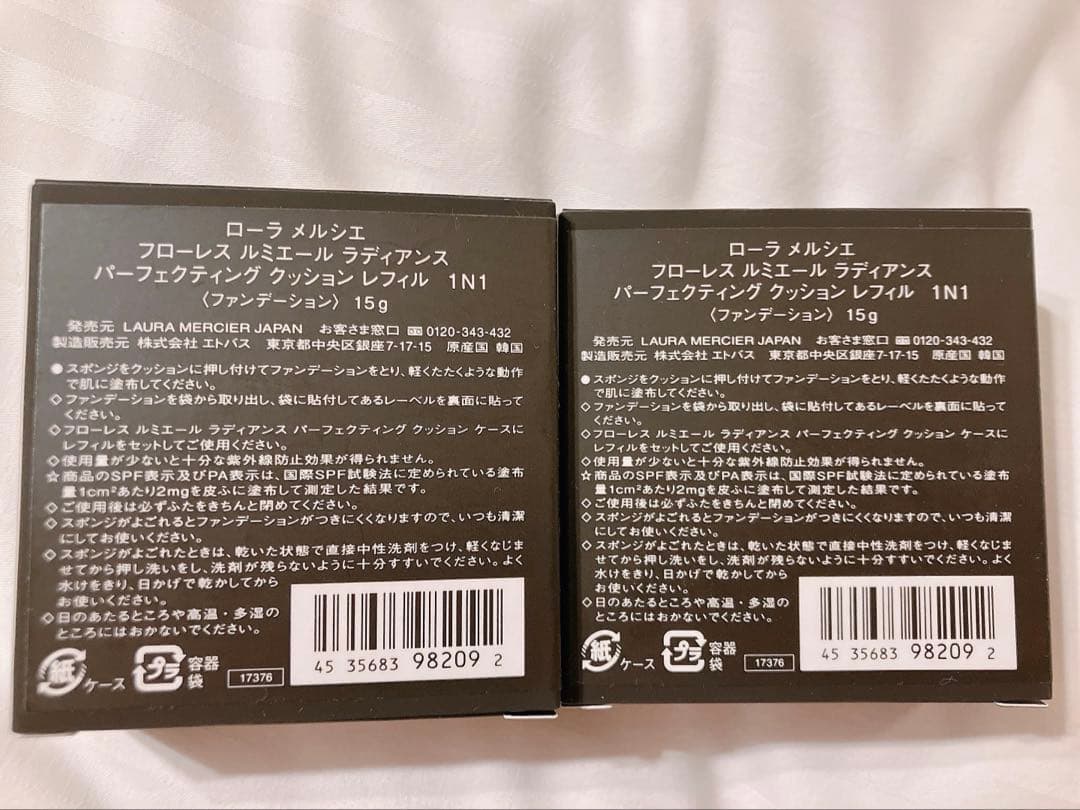 ローラ メルシエ
フローレス ルミエール ラディアンス
パーフェクティング クッション レフィル 1N1
〈ファンデーション〉 15g
発売元 LAURA MERCIER JAPAN お客さま窓口 0120-343-432
製造販売元 株式会社 エトバス 東京都中央区銀座7-17-15 原産国 韓国
●スポンジをクッションに押し付けてファンデーションをとり、軽くたたくような動作
で肌に塗布してください。
◇ファンデーションを袋から取り出し、袋に貼付してあるレーベルを裏面に貼って
ください。
◇フローレス ルミエール ラディアンス パーフェクティング クッション ケースに
レフィルをセットしてご使用ください。
◇使用量が少ないと十分な紫外線防止効果が得られません。
☆商品のSPF表示及びPA表示は、国際SPF試験法に定められている塗布
量1cm²あたり2mgを皮ふに塗布して測定した結果です。
◇ご使用後は必ずふたをきちんと閉めてください。
◇スポンジがよごれるとファンデーションがつきにくくなりますので、いつも清潔
にしてお使いください。
◇スポンジがよごれたときは、乾いた状態で直接中性洗剤をつけ、軽くなじま
せてから押し洗いをし、洗剤が残らないように十分すすいでください。よく
水けをきり、日かげで乾かしてから
お使いください。
◇日のあたるところや高温・多湿の
ところにはおかないでください。
紙 ケース プラ 容器
袋
17376
4535683982092
ローラ メルシエ
フローレス ルミエール ラディアンス
パーフェクティング クッション レフィル 1N1
〈ファンデーション〉 15g
発売元 LAURA MERCIER JAPAN お客さま窓口 0120-343-432
製造販売元 株式会社 エトバス 東京都中央区銀座7-17-15 原産国 韓国
●スポンジをクッションに押し付けてファンデーションをとり、軽くたたくような動作
で肌に塗布してください。
◇ファンデーションを袋から取り出し、袋に貼付してあるレーベルを裏面に貼って
ください。
◇フローレス ルミエール ラディアンス パーフェクティング クッション ケースに
レフィルをセットしてご使用ください。
◇使用量が少ないと十分な紫外線防止効果が得られません。
☆商品のSPF表示及びPA表示は、国際SPF試験法に定められている塗布
量1cm²あたり2mgを皮ふに塗布して測定した結果です。
◇ご使用後は必ずふたをきちんと閉めてください。
◇スポンジがよごれるとファンデーションがつきにくくなりますので、いつも清潔
にしてお使いください。
◇スポンジがよごれたときは、乾いた状態で直接中性洗剤をつけ、軽くなじま
せてから押し洗いをし、洗剤が残らないように十分すすいでください。よく
水けをきり、日かげで乾かしてから
お使いください。
◇日のあたるところや高温・多湿の
ところにはおかないでください。
紙 ケース プラ 容器
袋
17376
4535683982092